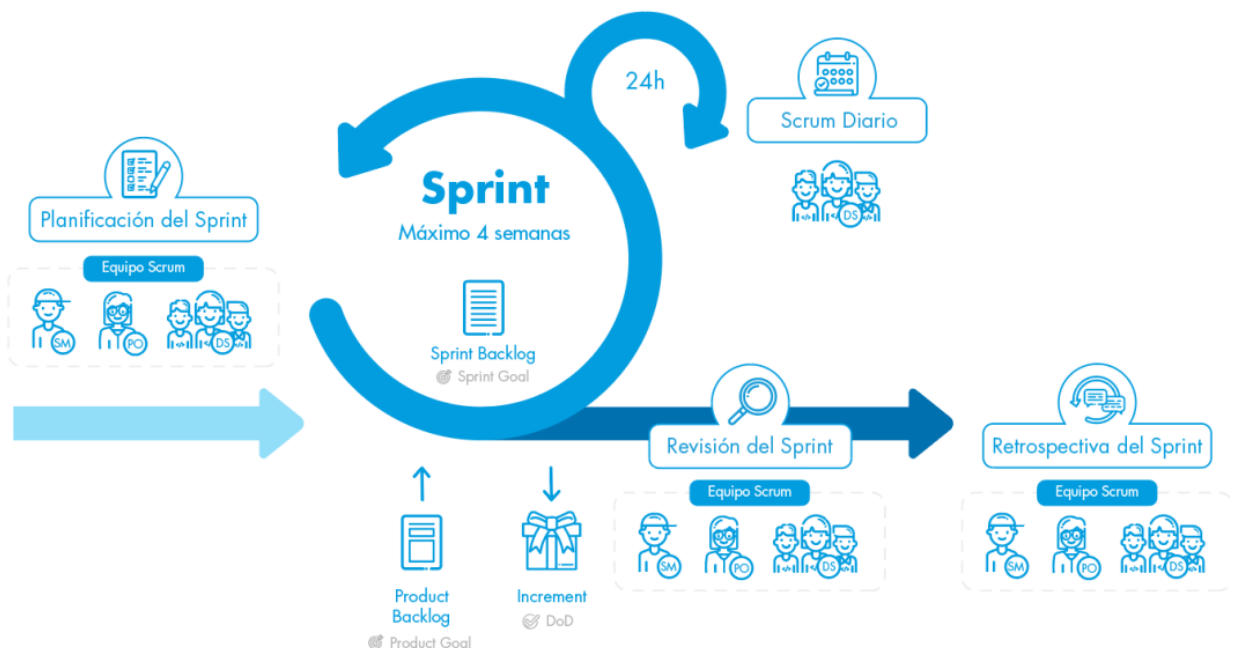 24h
Scrum Diario
DS
Sprint
Máximo 4 semanas
Sprint Backlog
Sprint Goal
Planificación del Sprint
Equipo Scrum
SM
PO
DS
Product
Backlog
Product Goal
Increment
DoD
Revisión del Sprint
Equipo Scrum
SM
PO
DS
Retrospectiva del Sprint
Equipo Scrum
SM
PO
DS